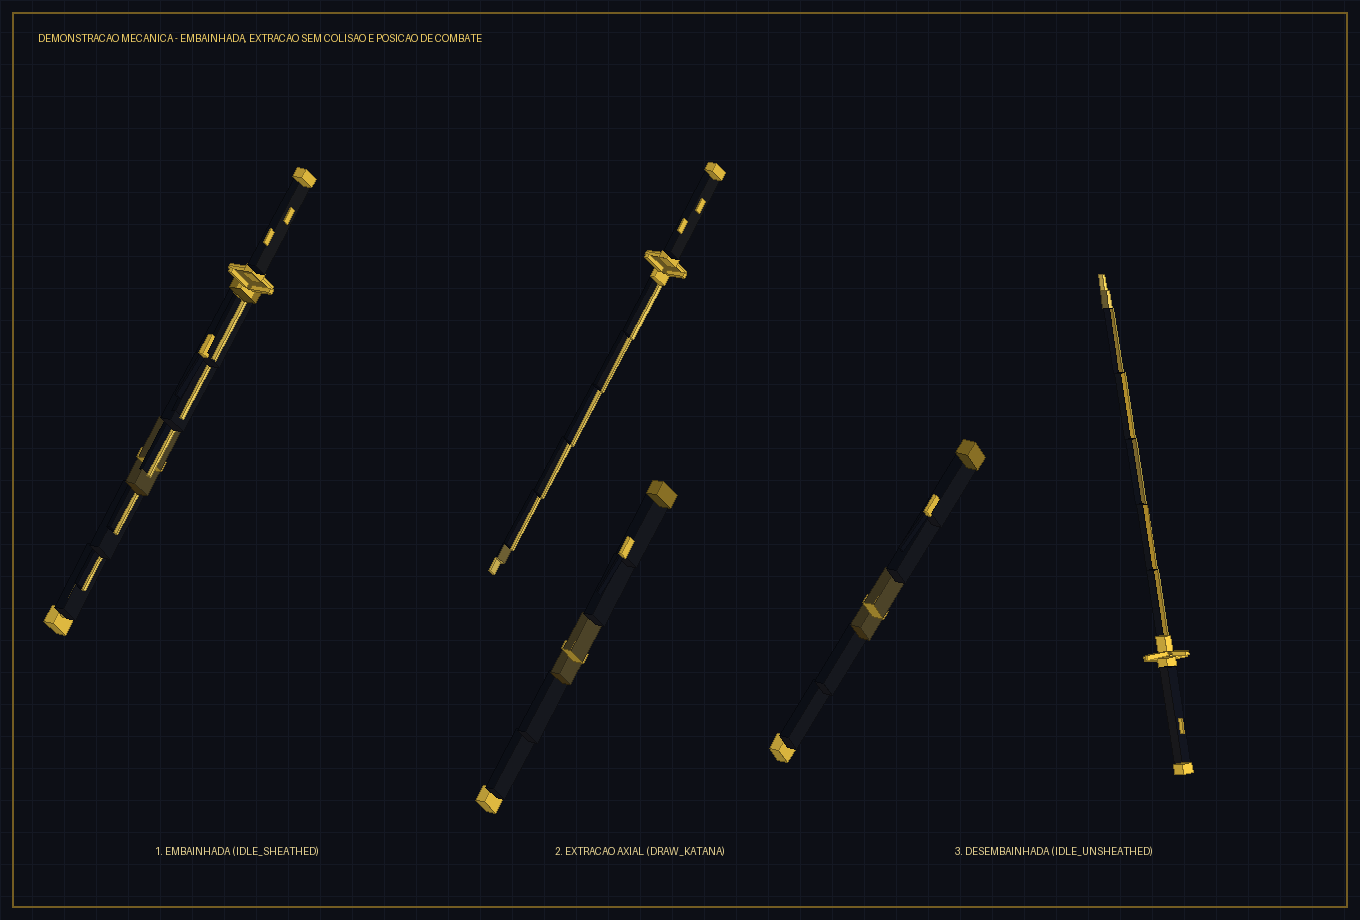 DEMONSTRACAO MECANICA - EMBAINHADA, EXTRACAO SEM COLISAO E POSICAO DE COMBATE
1. EMBAINHADA (IDLE_SHEATHED)
2. EXTRACAO AXIAL (DRAW_KATANA)
3. DESEMBAINHADA (IDLE_UNSHEATHED)